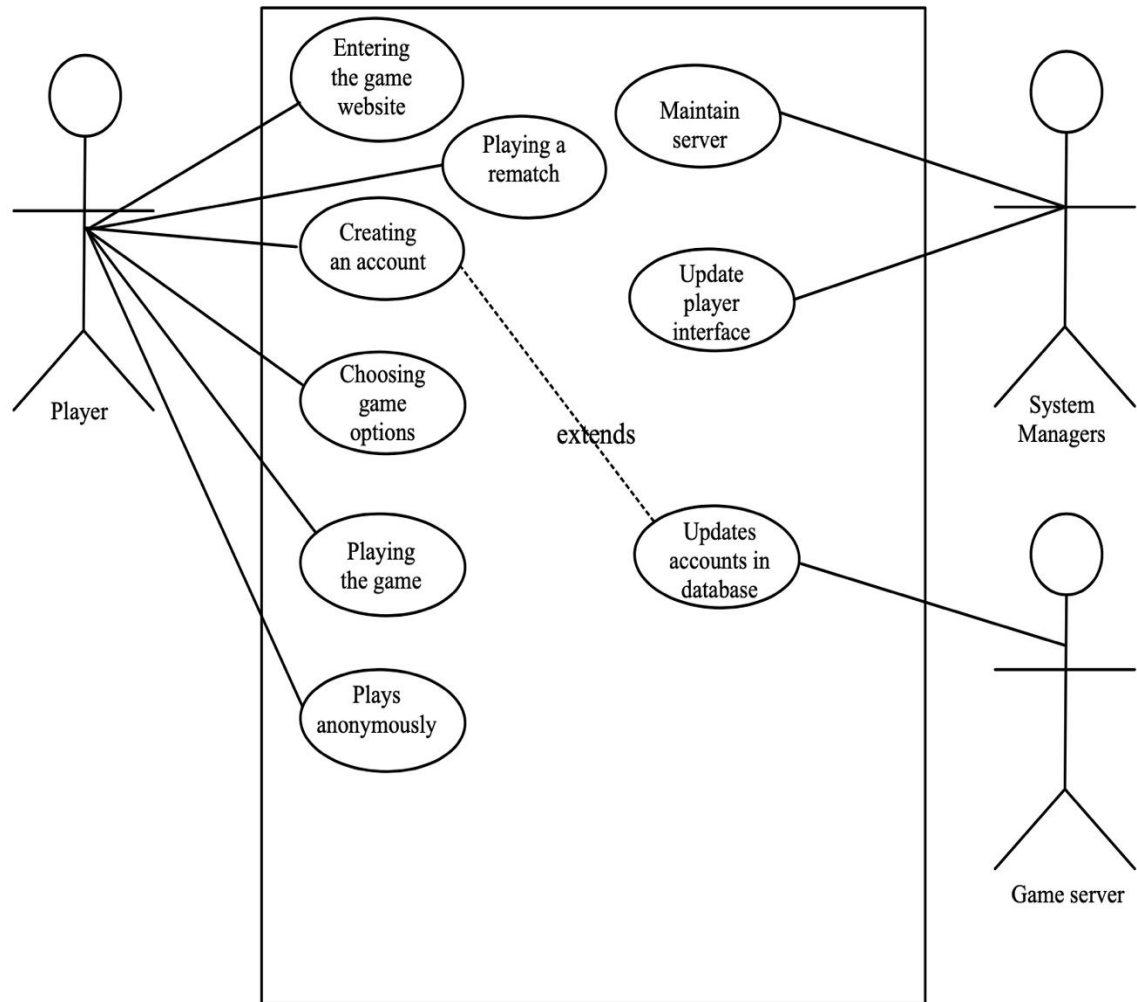 Entering
the game
website
Playing a
rematch
Creating
an account
Choosing
game
options
Playing
the game
Plays
anonymously
Player
extends
Maintain
server
Update
player
interface
Updates
accounts in
database
System
Managers
Game server